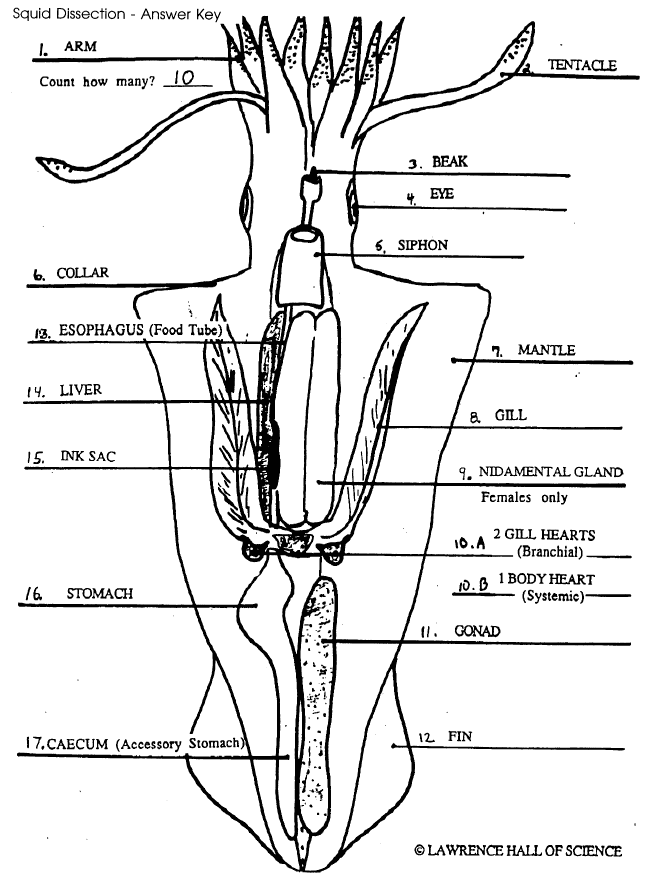 Squid Dissection - Answer Key
1. ARM
Count how many? 10
2. TENTACLE
3. BEAK
4. EYE
5. SIPHON
6. COLLAR
13. ESOPHAGUS (Food Tube)
7. MANTLE
14. LIVER
8. GILL
15. INK SAC
9. NIDAMENTAL GLAND
Females only
10.A 2 GILL HEARTS
(Branchial)
10.B 1 BODY HEART
(Systemic)
16. STOMACH
11. GONAD
17. CAECUM (Accessory Stomach)
12 FIN
© LAWRENCE HALL OF SCIENCE